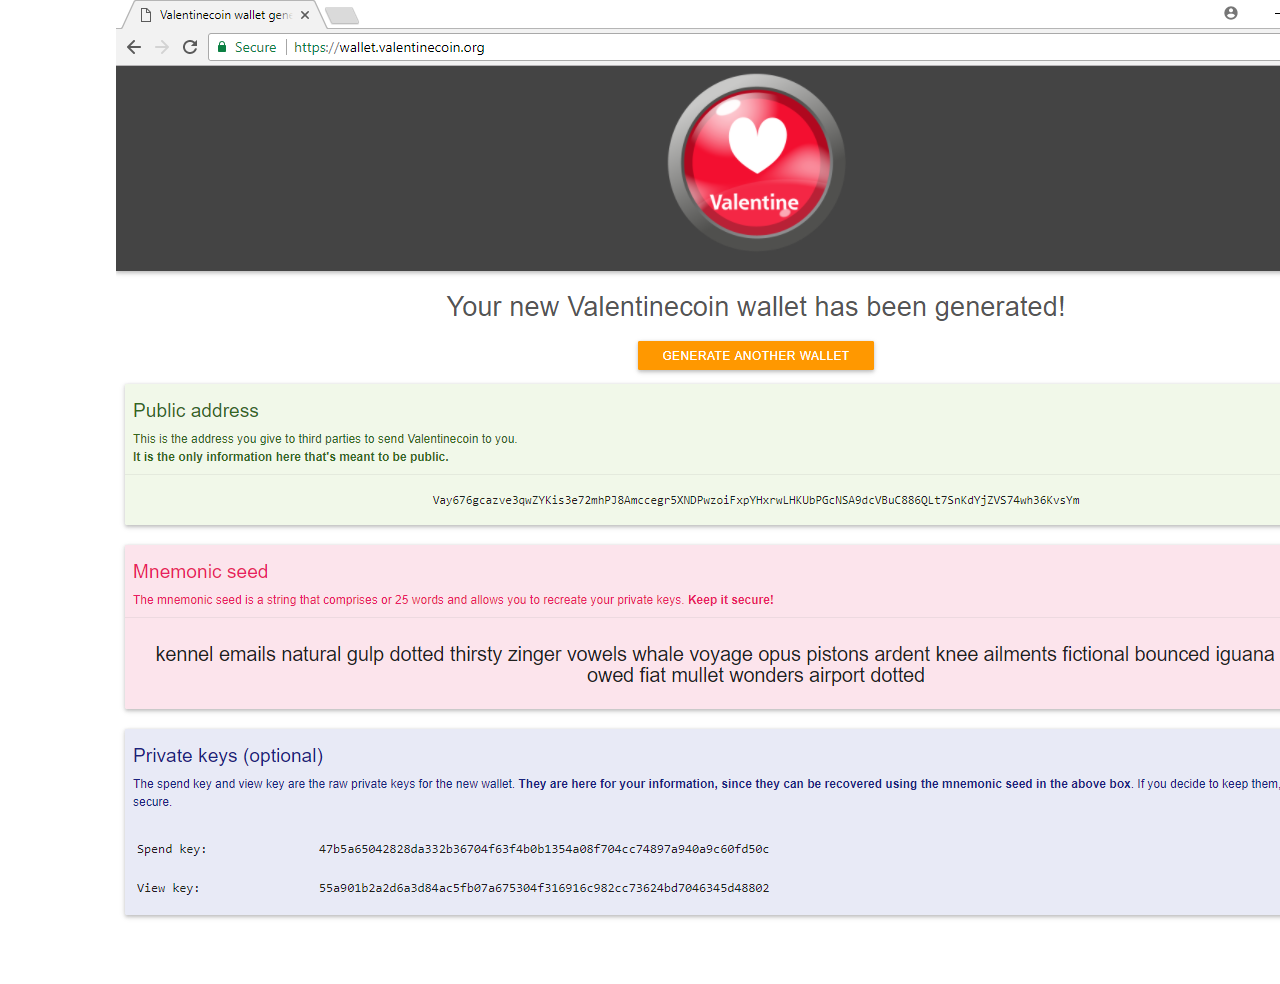 Valentinecoin wallet gene
Secure https://wallet.valentinecoin.org
Valentine
Your new Valentinecoin wallet has been generated!
GENERATE ANOTHER WALLET
Public address
This is the address you give to third parties to send Valentinecoin to you.
It is the only information here that's meant to be public.
Vay676gcazve3qwZYKis3e72mhPJ8Amccegr5XNDPwzoiFxpYHxrwLHKUbPGcNSA9dcVBuC886QLt7SnKdYjZVS74wh36KvsYm
Mnemonic seed
The mnemonic seed is a string that comprises or 25 words and allows you to recreate your private keys. Keep it secure!
kennel emails natural gulp dotted thirsty zinger vowels whale voyage opus pistons ardent knee ailments fictional bounced iguana
owed fiat mullet wonders airport dotted
Private keys (optional)
The spend key and view key are the raw private keys for the new wallet. They are here for your information, since they can be recovered using the mnemonic seed in the above box. If you decide to keep them,
secure.
Spend key: 47b5a65042828da332b36704f63f4b0b1354a08f704cc74897a940a9c60fd50c
View key: 55a901b2a2d6a3d84ac5fb07a675304f316916c982cc73624bd7046345d48802